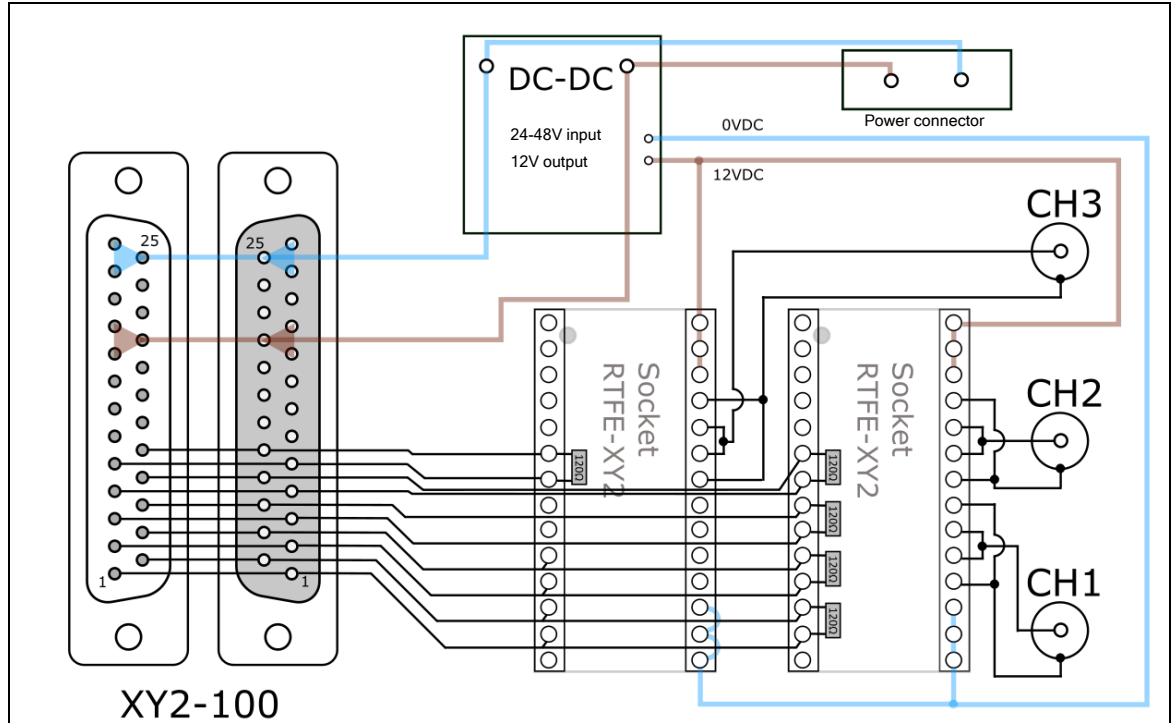 DC-DC
24-48V input
12V output
Power connector
0VDC
12VDC
CH3
25
25
Socket
RTFE-XY2
Socket
RTFE-XY2
CH2
120Ω
120Ω
120Ω
120Ω
120Ω
1
1
CH1
XY2-100